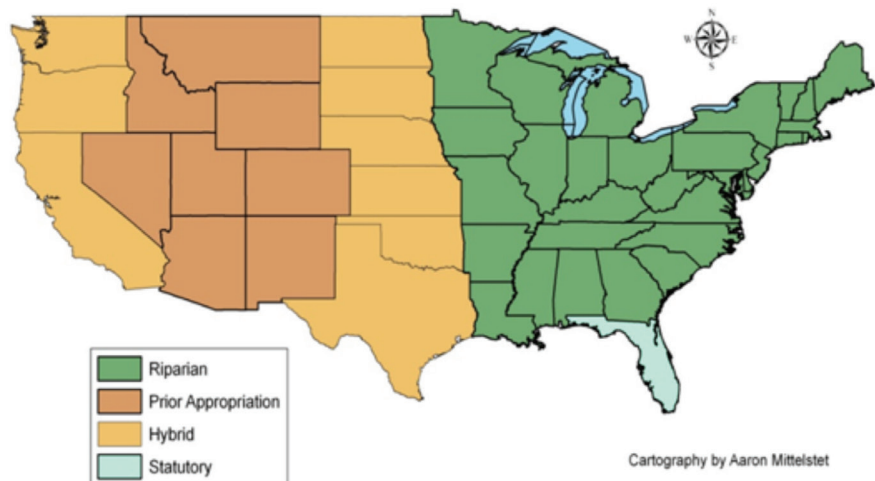 N
W E
S
Riparian
Prior Appropriation
Hybrid
Statutory
Cartography by Aaron Mittelstet